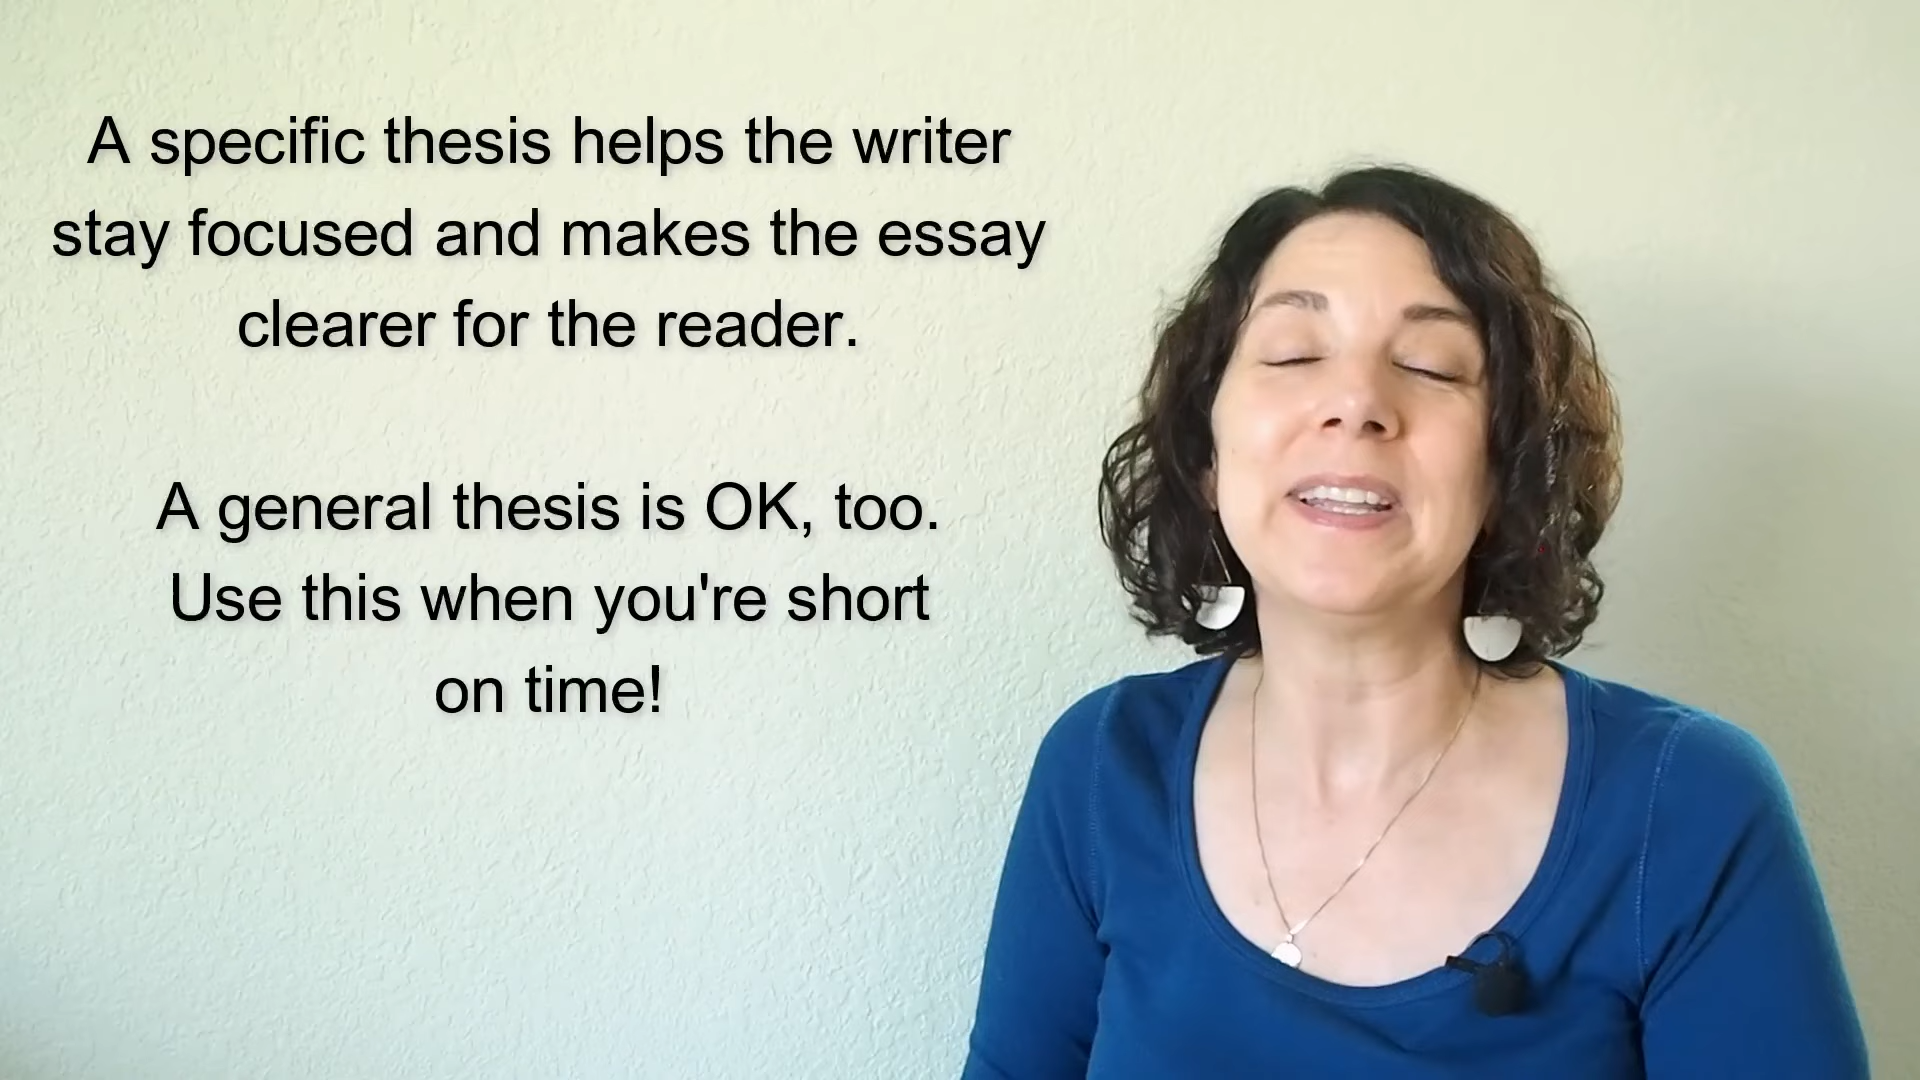 A specific thesis helps the writer
stay focused and makes the essay
clearer for the reader.
A general thesis is OK, too.
Use this when you're short
on time!